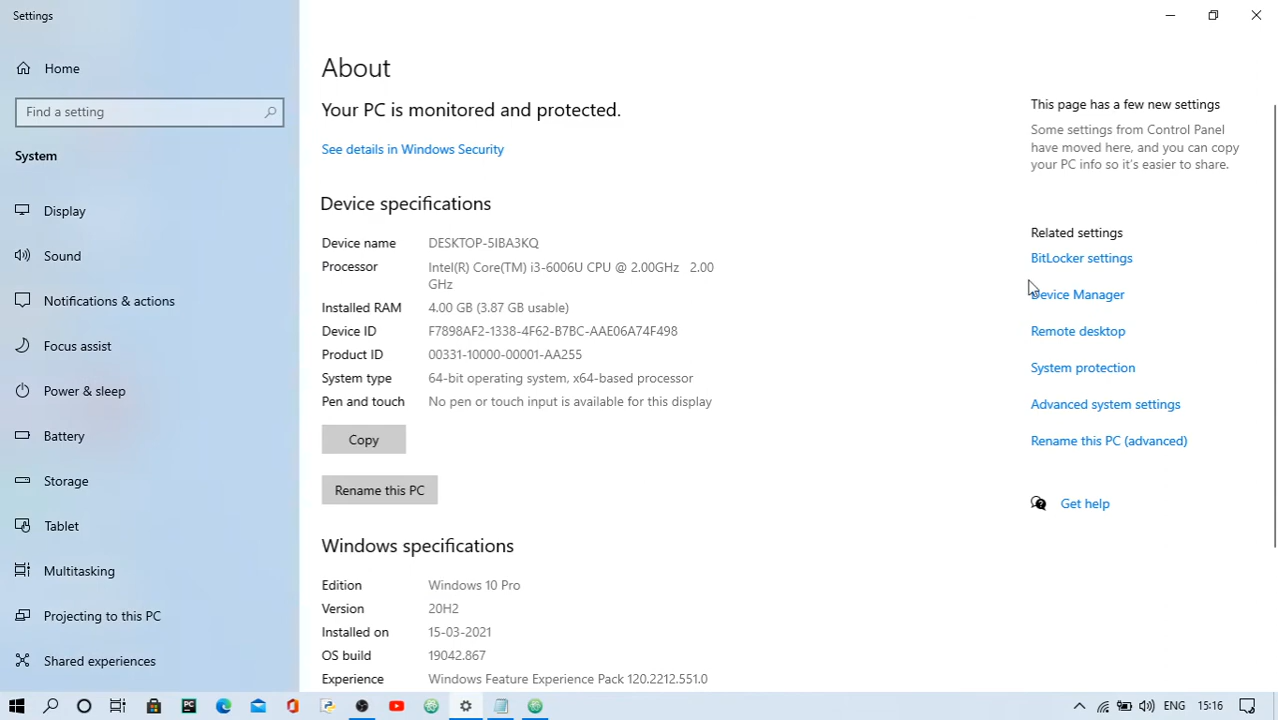 Settings
Home
Find a setting
System
Display
Sound
Notifications & actions
Focus assist
Power & sleep
Battery
Storage
Tablet
Multitasking
Projecting to this PC
Shared experiences
About
Your PC is monitored and protected.
See details in Windows Security
Device specifications
Device name DESKTOP-5IBA3KQ
Processor Intel(R) Core(TM) i3-6006U CPU @ 2.00GHz 2.00
GHz
Installed RAM 4.00 GB (3.87 GB usable)
Device ID F7898AF2-1338-4F62-B7BC-AAE06A74F498
Product ID 00331-10000-00001-AA255
System type 64-bit operating system, x64-based processor
Pen and touch No pen or touch input is available for this display
Copy
Rename this PC
Windows specifications
Edition Windows 10 Pro
Version 20H2
Installed on 15-03-2021
OS build 19042.867
Experience Windows Feature Experience Pack 120.2212.551.0
This page has a few new settings
Some settings from Control Panel
have moved here, and you can copy
your PC info so it's easier to share.
Related settings
BitLocker settings
Device Manager
Remote desktop
System protection
Advanced system settings
Rename this PC (advanced)
Get help
PC
ENG 15:16